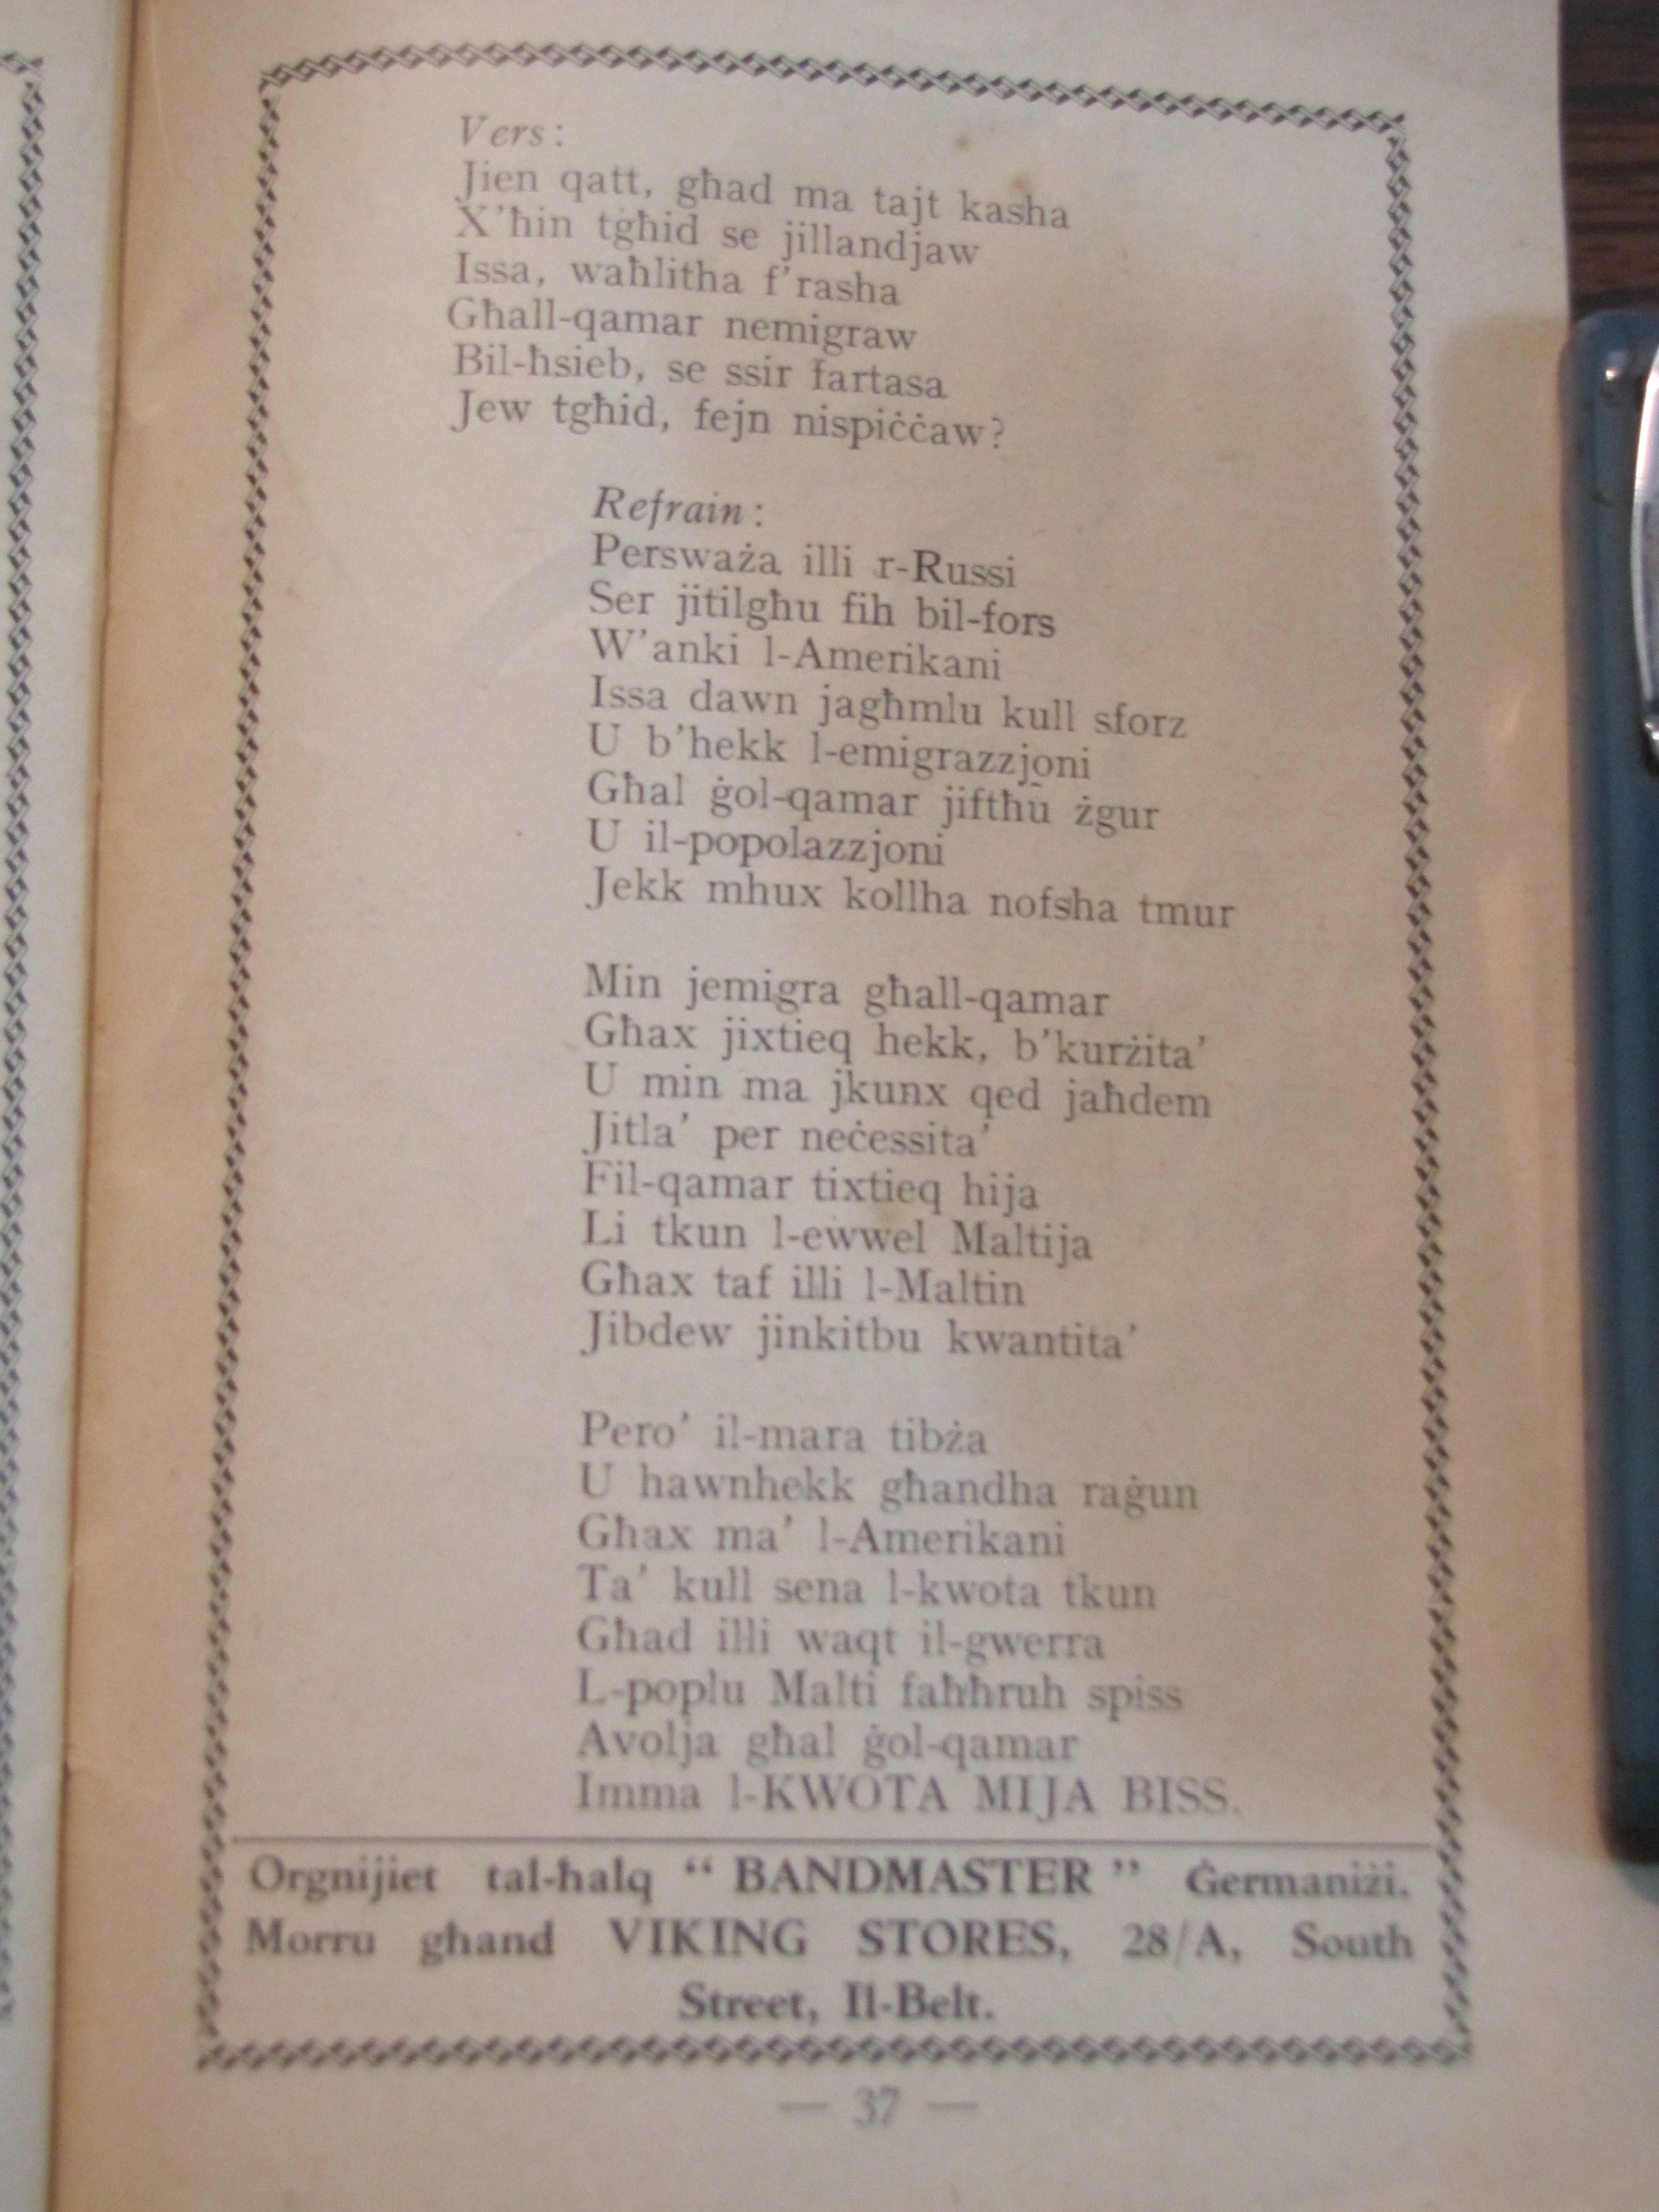 Vers:
Jien qatt, għad ma tajt kasha
X'ħin tgħid se jillandjaw
Issa, waħlitha f'rasha
Għall-qamar nemigraw
Bil-ħsieb, se ssir fartasa
Jew tgħid, fejn nispiċċaw?
Refrain:
Persważa illi r-Russi
Ser jitilgħu fih bil-fors
W'anki l-Amerikani
Issa dawn jagħmlu kull sforz
U b'hekk l-emigrazzjoni
Għal ġol-qamar jiftħu żgur
U il-popolazzjoni
Jekk mhux kollha nofsha tmur
Min jemigra għall-qamar
Għax jixtieq hekk, b'kurżita'
U min ma jkunx qed jaħdem
Jitla' per neċessita'
Fil-qamar tixtieq hija
Li tkun l-ewwel Maltija
Għax taf illi l-Maltin
Jibdew jinkitbu kwantita'
Pero' il-mara tibża
U hawnhekk għandha raġun
Għax ma' l-Amerikani
Ta' kull sena l-kwota tkun
Għad illi waqt il-gwerra
L-poplu Malti faħħruh spiss
Avolja għal ġol-qamar
Imma l-KWOTA MIJA BISS.
Orgnijiet tal-ħalq "BANDMASTER" Ġermaniżi.
Morru għand VIKING STORES, 28/A, South
Street, Il-Belt.
— 37 —